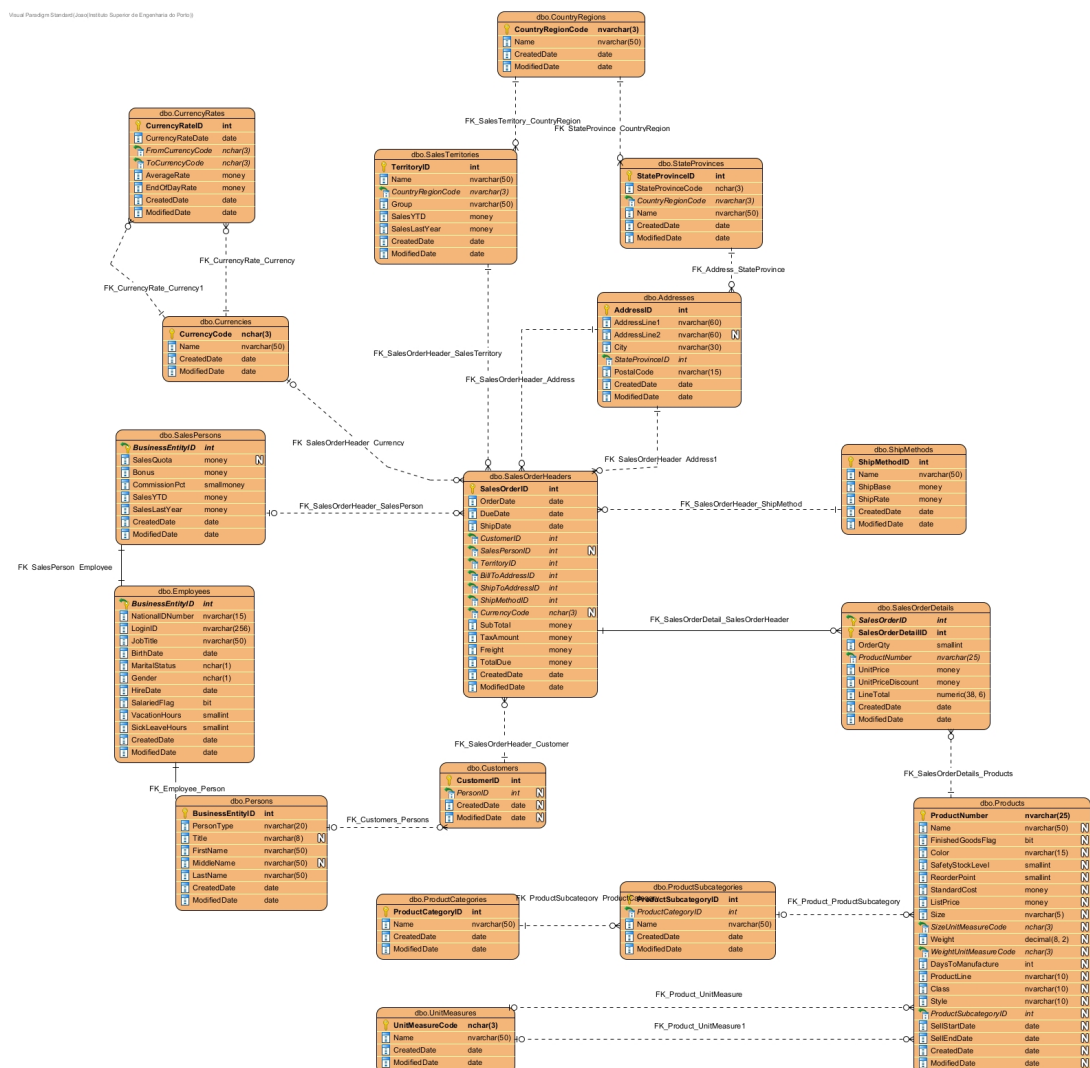 Visual Paradigm Standard(Joao(Instituto Superior de Engenharia do Porto))
dbo.CountryRegions
CountryRegionCode nvarchar(3)
Name nvarchar(50)
CreatedDate date
ModifiedDate date
FK_SalesTerritory_CountryRegion
FK_StateProvince_CountryRegion
dbo.CurrencyRates
CurrencyRateID int
CurrencyRateDate date
FromCurrencyCode nchar(3)
ToCurrencyCode nchar(3)
AverageRate money
EndOfDayRate money
CreatedDate date
ModifiedDate date
dbo.SalesTerritories
TerritoryID int
Name nvarchar(50)
CountryRegionCode nvarchar(3)
Group nvarchar(50)
SalesYTD money
SalesLastYear money
CreatedDate date
ModifiedDate date
dbo.StateProvinces
StateProvinceID int
StateProvinceCode nchar(3)
CountryRegionCode nvarchar(3)
Name nvarchar(50)
CreatedDate date
ModifiedDate date
FK_CurrencyRate_Currency
FK_CurrencyRate_Currency1
FK_Address_StateProvince
dbo.Addresses
AddressID int
AddressLine1 nvarchar(60)
AddressLine2 nvarchar(60) N
City nvarchar(30)
StateProvinceID int
PostalCode nvarchar(15)
CreatedDate date
ModifiedDate date
dbo.Currencies
CurrencyCode nchar(3)
Name nvarchar(50)
CreatedDate date
ModifiedDate date
FK_SalesOrderHeader_SalesTerritory
FK_SalesOrderHeader_Address
FK_SalesOrderHeader_Currency
FK_SalesOrderHeader_Address1
dbo.SalesPersons
BusinessEntityID int
SalesQuota money N
Bonus money
CommissionPct smallmoney
SalesYTD money
SalesLastYear money
CreatedDate date
ModifiedDate date
dbo.ShipMethods
ShipMethodID int
Name nvarchar(50)
ShipBase money
ShipRate money
CreatedDate date
ModifiedDate date
dbo.SalesOrderHeaders
SalesOrderID int
OrderDate date
DueDate date
ShipDate date
CustomerID int
SalesPersonID int N
TerritoryID int
BillToAddressID int
ShipToAddressID int
ShipMethodID int
CurrencyCode nchar(3) N
SubTotal money
TaxAmount money
Freight money
TotalDue money
CreatedDate date
ModifiedDate date
FK_SalesOrderHeader_SalesPerson
FK_SalesOrderHeader_ShipMethod
FK_SalesPerson_Employee
dbo.Employees
BusinessEntityID int
NationalIDNumber nvarchar(15)
LoginID nvarchar(256)
JobTitle nvarchar(50)
BirthDate date
MaritalStatus nchar(1)
Gender nchar(1)
HireDate date
SalariedFlag bit
VacationHours smallint
SickLeaveHours smallint
CreatedDate date
ModifiedDate date
FK_SalesOrderDetail_SalesOrderHeader
dbo.SalesOrderDetails
SalesOrderID int
SalesOrderDetailID int
OrderQty smallint
ProductNumber nvarchar(25)
UnitPrice money
UnitPriceDiscount money
LineTotal numeric(38, 6)
CreatedDate date
ModifiedDate date
FK_SalesOrderHeader_Customer
FK_SalesOrderDetails_Products
dbo.Customers
CustomerID int
PersonID int N
CreatedDate date N
ModifiedDate date N
FK_Employee_Person
FK_Customers_Persons
dbo.Persons
BusinessEntityID int
PersonType nvarchar(20)
Title nvarchar(8) N
FirstName nvarchar(50)
MiddleName nvarchar(50) N
LastName nvarchar(50)
CreatedDate date
ModifiedDate date
dbo.Products
ProductNumber nvarchar(25)
Name nvarchar(50) N
FinishedGoodsFlag bit N
Color nvarchar(15) N
SafetyStockLevel smallint N
ReorderPoint smallint N
StandardCost money N
ListPrice money N
Size nvarchar(5) N
SizeUnitMeasureCode nchar(3) N
Weight decimal(8, 2) N
WeightUnitMeasureCode nchar(3) N
DaysToManufacture int N
ProductLine nvarchar(10) N
Class nvarchar(10) N
Style nvarchar(10) N
ProductSubcategoryID int N
SellStartDate date N
SellEndDate date N
CreatedDate date N
ModifiedDate date N
dbo.ProductCategories
ProductCategoryID int
Name nvarchar(50)
CreatedDate date
ModifiedDate date
FK_ProductSubcategory_ProductCategory
dbo.ProductSubcategories
ProductSubcategoryID int
ProductCategoryID int
Name nvarchar(50)
CreatedDate date
ModifiedDate date
FK_Product_ProductSubcategory
FK_Product_UnitMeasure
FK_Product_UnitMeasure1
dbo.UnitMeasures
UnitMeasureCode nchar(3)
Name nvarchar(50)
CreatedDate date
ModifiedDate date